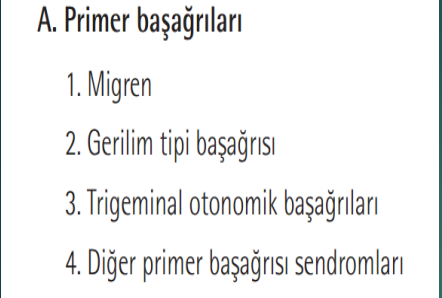 A. Primer başağrıları
1. Migren
2. Gerilim tipi başağrısı
3. Trigeminal otonomik başağrıları
4. Diğer primer başağrısı sendromları